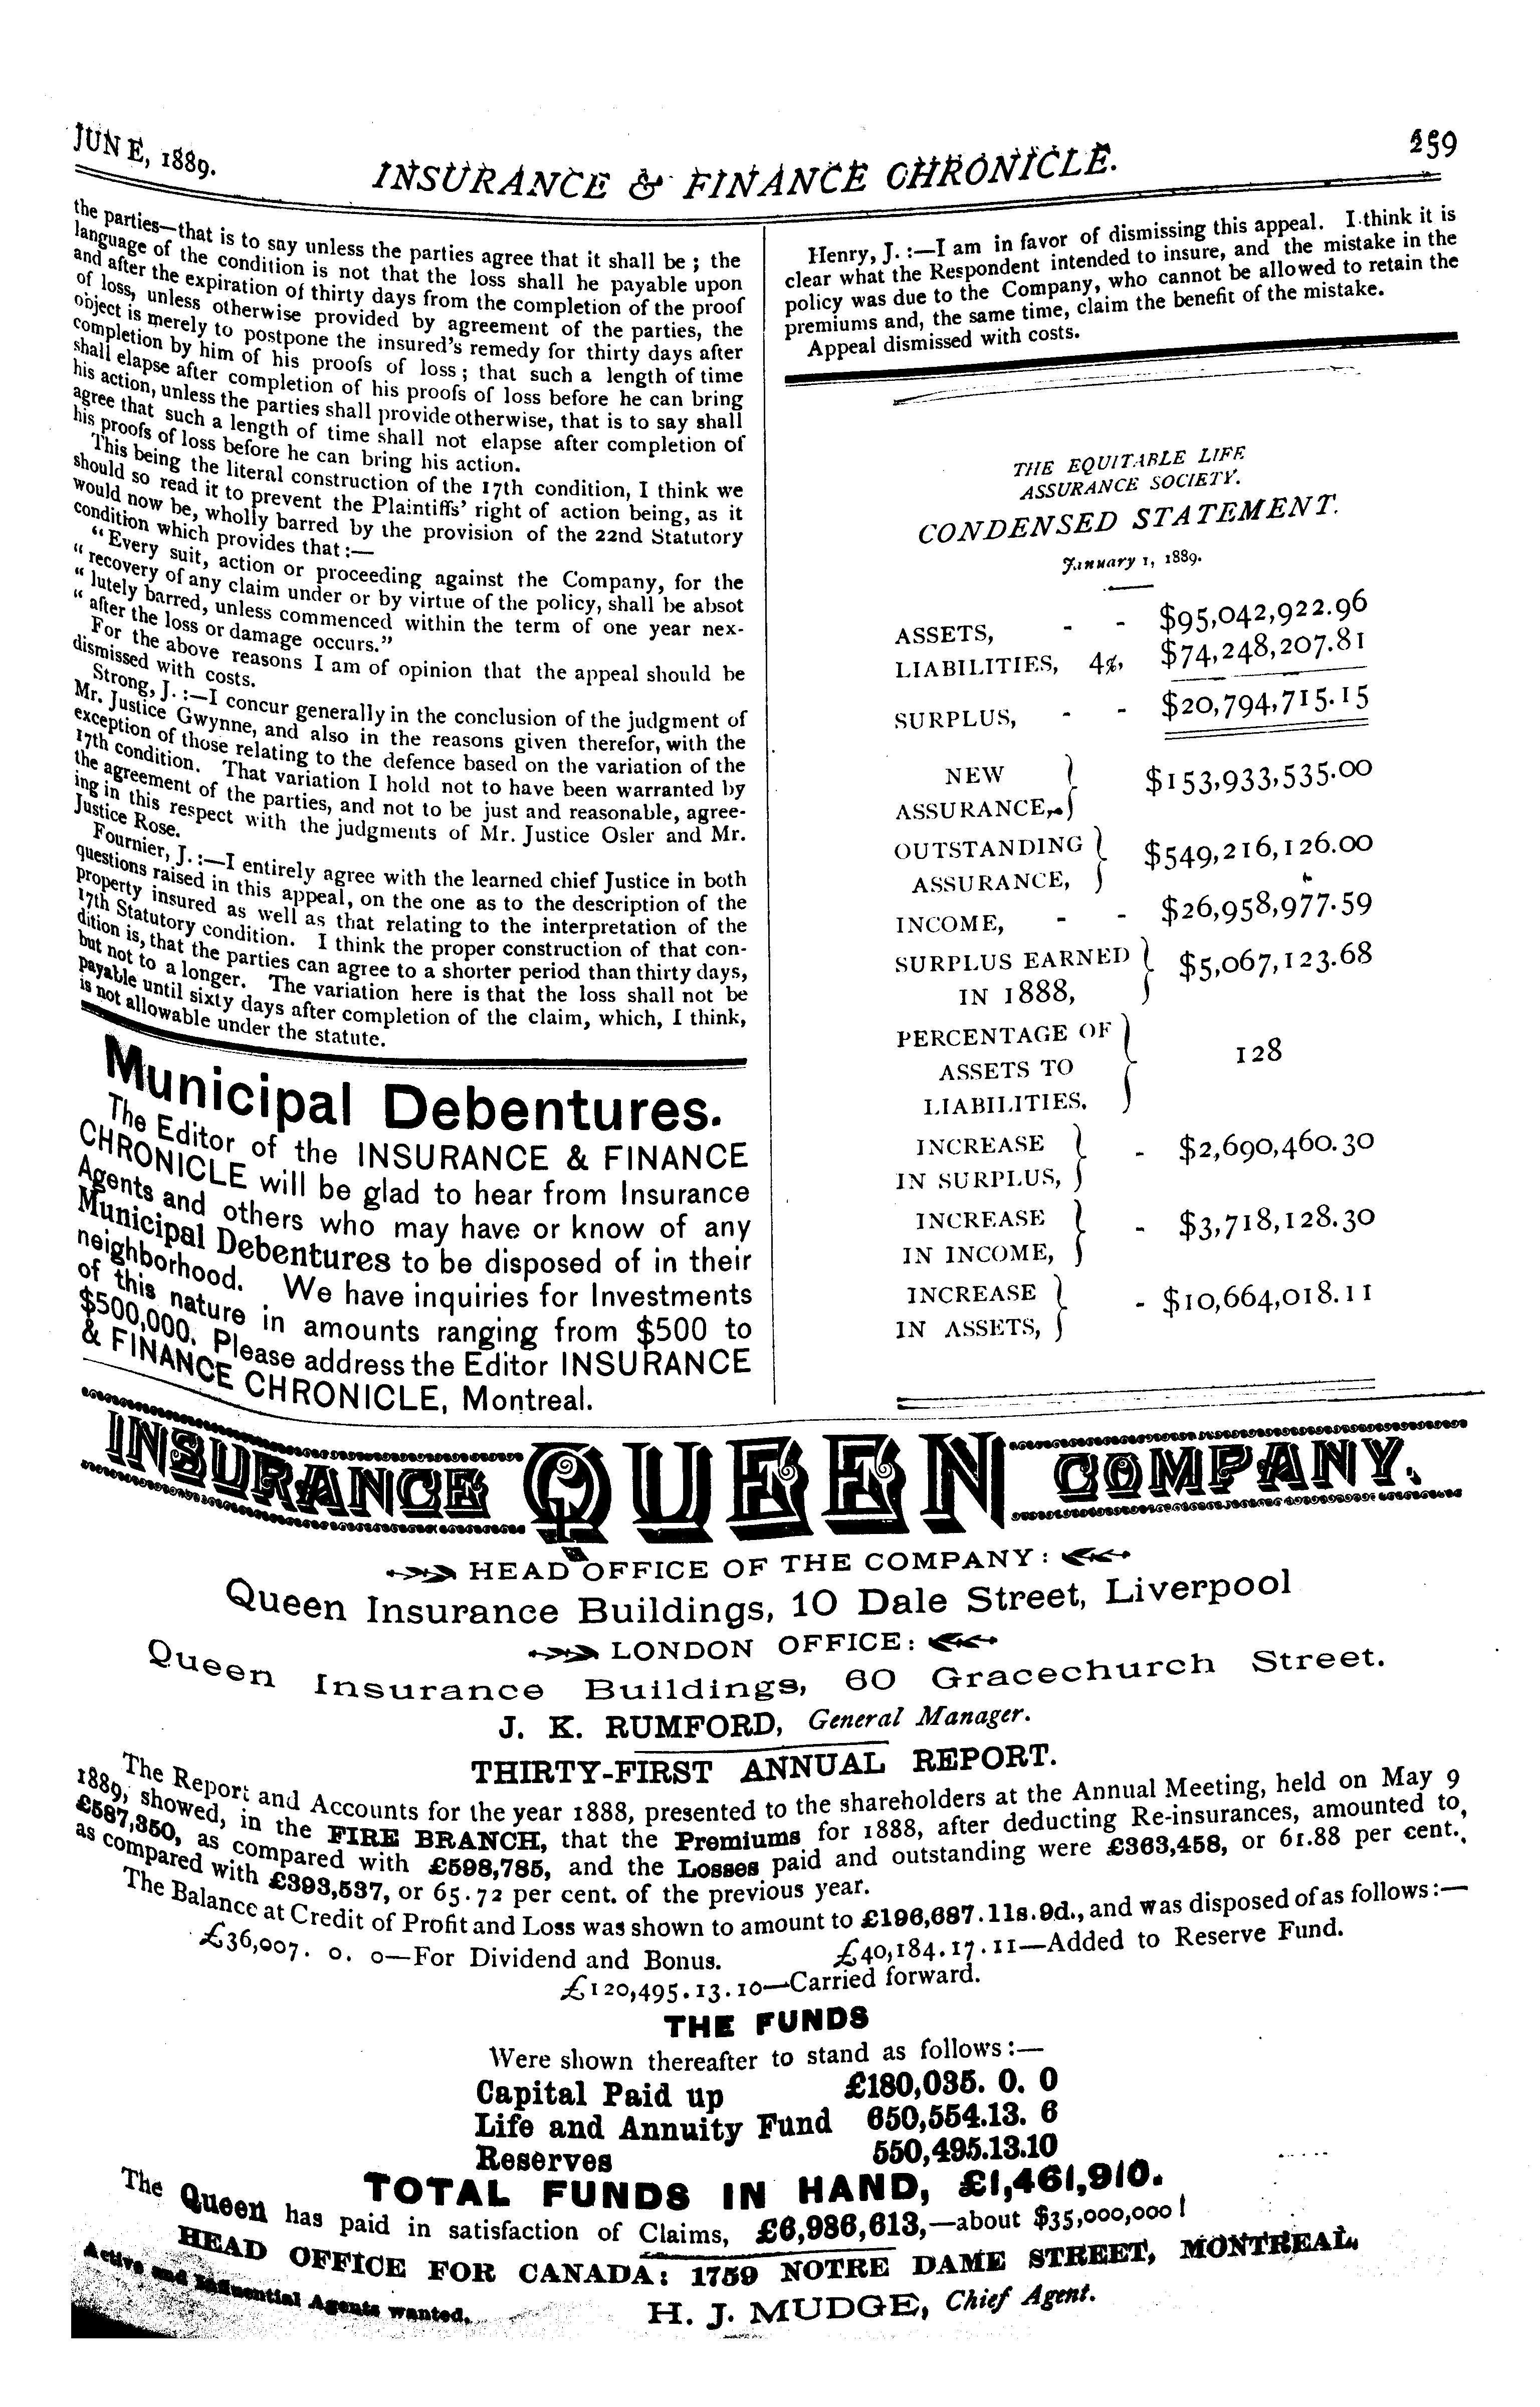 JUNE, 1889.
INSURANCE & FINANCE CHRONICLE.
259
the parties—that is to say unless the parties agree that it shall be ; the
language of the condition is not that the loss shall he payable upon
and after the expiration of thirty days from the completion of the proof
of loss, unless otherwise provided by agreement of the parties, the
object is merely to postpone the insured's remedy for thirty days after
completion by him of his proofs of loss ; that such a length of time
shall elapse after completion of his proofs of loss before he can bring
his action, unless the parties shall provide otherwise, that is to say shall
agree that such a length of time shall not elapse after completion of
his proofs of loss before he can bring his action.
This being the literal construction of the 17th condition, I think we
should so read it to prevent the Plaintiffs' right of action being, as it
would now be, wholly barred by the provision of the 22nd Statutory
condition which provides that :—
“ Every suit, action or proceeding against the Company, for the
“ recovery of any claim under or by virtue of the policy, shall be absot
“ lutely barred, unless commenced within the term of one year nex-
“ after the loss or damage occurs.”
For the above reasons I am of opinion that the appeal should be
dismissed with costs.
Strong, J. :—I concur generally in the conclusion of the judgment of
Mr. Justice Gwynne, and also in the reasons given therefor, with the
exception of those relating to the defence based on the variation of the
17th condition. That variation I hold not to have been warranted by
the agreement of the parties, and not to be just and reasonable, agree-
ing in this respect with the judgments of Mr. Justice Osler and Mr.
Justice Rose.
Fournier, J. :—I entirely agree with the learned chief Justice in both
questions raised in this appeal, on the one as to the description of the
property insured as well as that relating to the interpretation of the
17th Statutory condition. I think the proper construction of that con-
dition is, that the parties can agree to a shorter period than thirty days,
but not to a longer. The variation here is that the loss shall not be
payable until sixty days after completion of the claim, which, I think,
is not allowable under the statute.
Municipal Debentures.
The Editor of the INSURANCE & FINANCE
CHRONICLE will be glad to hear from Insurance
Agents and others who may have or know of any
Municipal Debentures to be disposed of in their
neighborhood. We have inquiries for Investments
of this nature in amounts ranging from $500 to
$500,000. Please address the Editor INSURANCE
& FINANCE CHRONICLE, Montreal.
Henry, J. :—I am in favor of dismissing this appeal. I think it is
clear what the Respondent intended to insure, and the mistake in the
policy was due to the Company, who cannot be allowed to retain the
premiums and, the same time, claim the benefit of the mistake.
Appeal dismissed with costs.
THE EQUITABLE LIFE
ASSURANCE SOCIETY.
CONDENSED STATEMENT.
January 1, 1889.
ASSETS, - - $95,042,922.96
LIABILITIES, 4%, $74,248,207.81
SURPLUS, - - $20,794,715.15
NEW
ASSURANCE, $153,933,535.00
OUTSTANDING
ASSURANCE, $549,216,126.00
INCOME, - - $26,958,977.59
SURPLUS EARNED
IN 1888, $5,067,123.68
PERCENTAGE OF
ASSETS TO 128
LIABILITIES.
INCREASE
IN SURPLUS, - $2,690,460.30
INCREASE
IN INCOME, - $3,718,128.30
INCREASE
IN ASSETS, - $10,664,018.11
INSURANCE QUEEN COMPANY.
HEAD OFFICE OF THE COMPANY :
Queen Insurance Buildings, 10 Dale Street, Liverpool
LONDON OFFICE :
Queen Insurance Buildings, 60 Gracechurch Street.
J. K. RUMFORD, General Manager.
THIRTY-FIRST ANNUAL REPORT.
The Report and Accounts for the year 1888, presented to the shareholders at the Annual Meeting, held on May 9
1889, showed, in the FIRE BRANCH, that the Premiums for 1888, after deducting Re-insurances, amounted to,
£587,350, as compared with £598,785, and the Losses paid and outstanding were £363,458, or 61.88 per cent.,
as compared with £393,537, or 65.72 per cent. of the previous year.
The Balance at Credit of Profit and Loss was shown to amount to £196,687.11s.9d., and was disposed of as follows :—
£36,007. 0. 0—For Dividend and Bonus. £40,184.17.11—Added to Reserve Fund.
£120,495.13.10—Carried forward.
THE FUNDS
Were shown thereafter to stand as follows :—
Capital Paid up £180,035. 0. 0
Life and Annuity Fund 650,554.13. 6
Reserves 550,495.13.10
TOTAL FUNDS IN HAND, £1,461,910.
The Queen has paid in satisfaction of Claims, £6,986,613,—about $35,000,000 !
HEAD OFFICE FOR CANADA : 1759 NOTRE DAME STREET, MONTREAL,
Active and Influential Agents wanted.
H. J. MUDGE, Chief Agent.